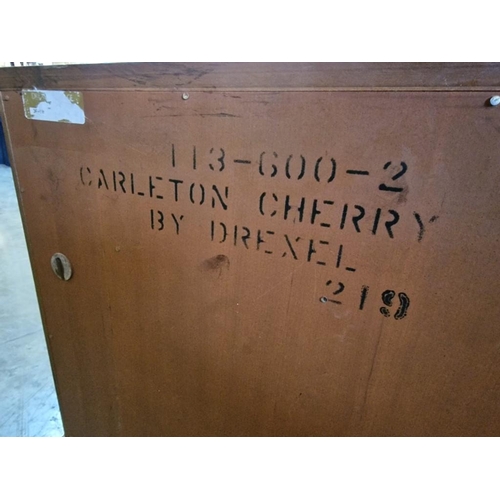 113-600-2
CARLETON CHERRY
BY DREXEL
219